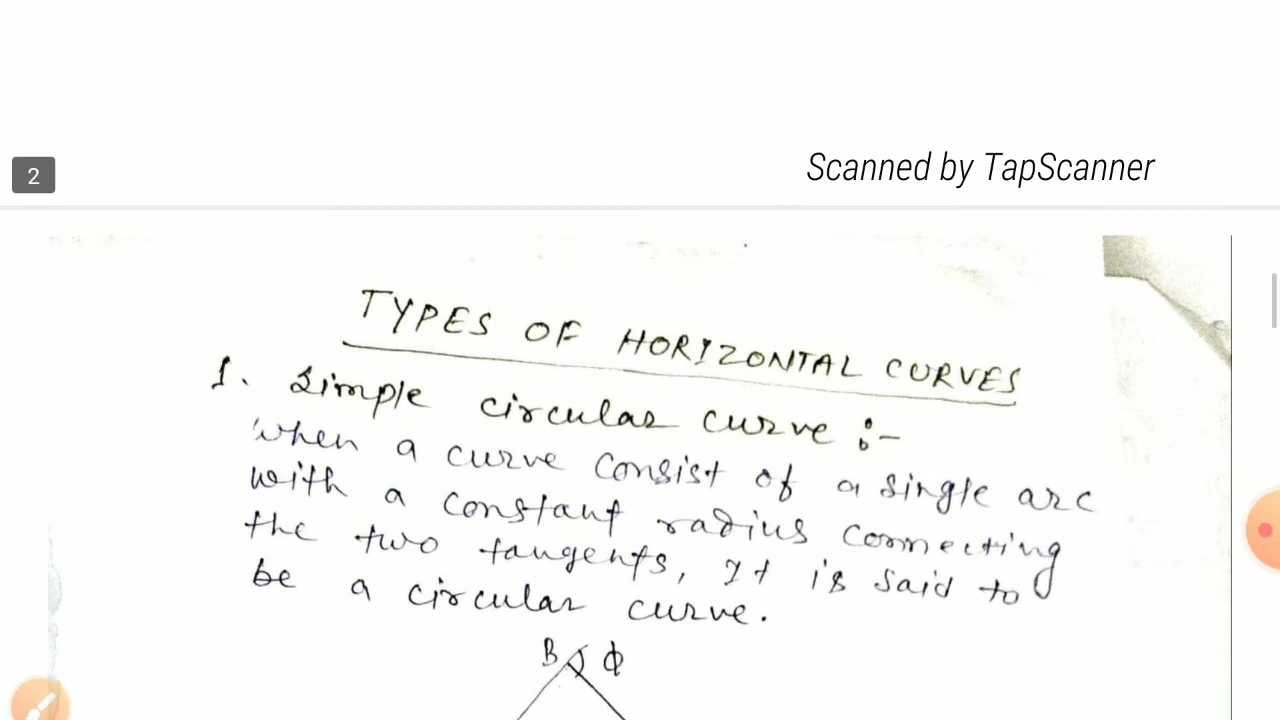 2
Scanned by TapScanner
TYPES OF HORIZONTAL CURVES
1. Simple circular curve :-
When a curve consist of a single arc
with a constant radius connecting
the two tangents, It is said to
be a circular curve.
B ϕ